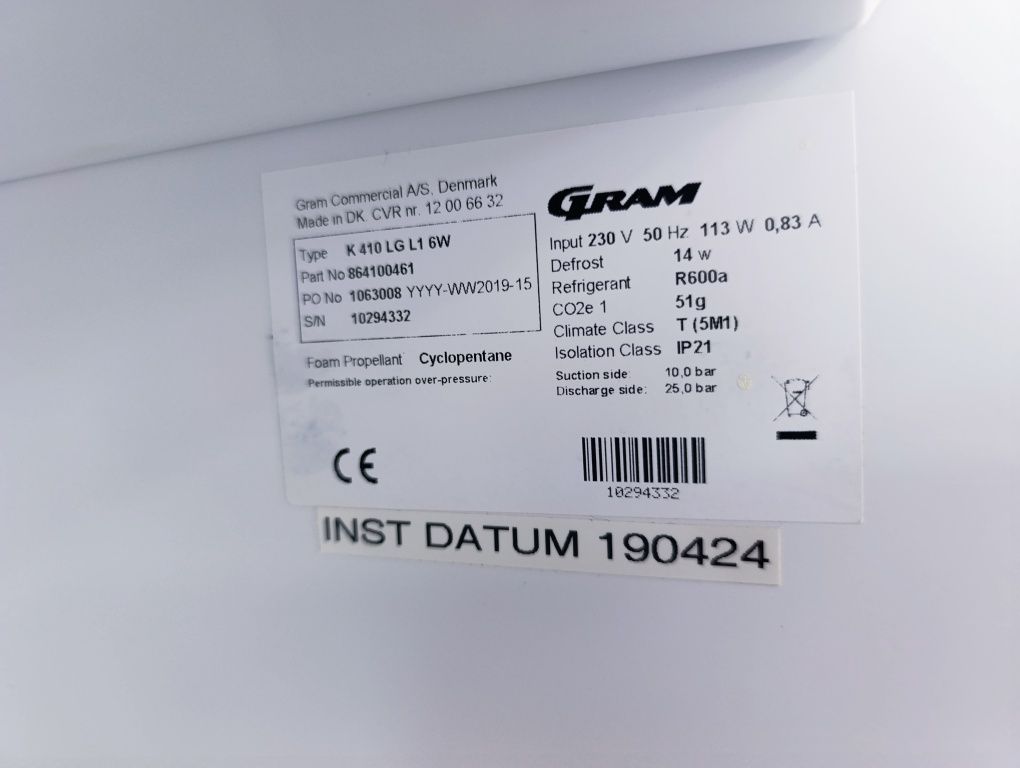 Gram Commercial A/S, Denmark
Made in DK. CVR nr. 12 00 66 32
Type K 410 LG L1 6W
Part No 864100461
PO No 1063008 YYYY-WW2019-15
S/N 10294332
Foam Propellant Cyclopentane
Permissible operation over-pressure:
GRAM
Input 230 V 50 Hz 113 W 0,83 A
Defrost 14 w
Refrigerant R600a
CO2e 1 51g
Climate Class T (5M1)
Isolation Class IP21
Suction side: 10,0 bar
Discharge side: 25,0 bar
CE
10294332
INST DATUM 190424